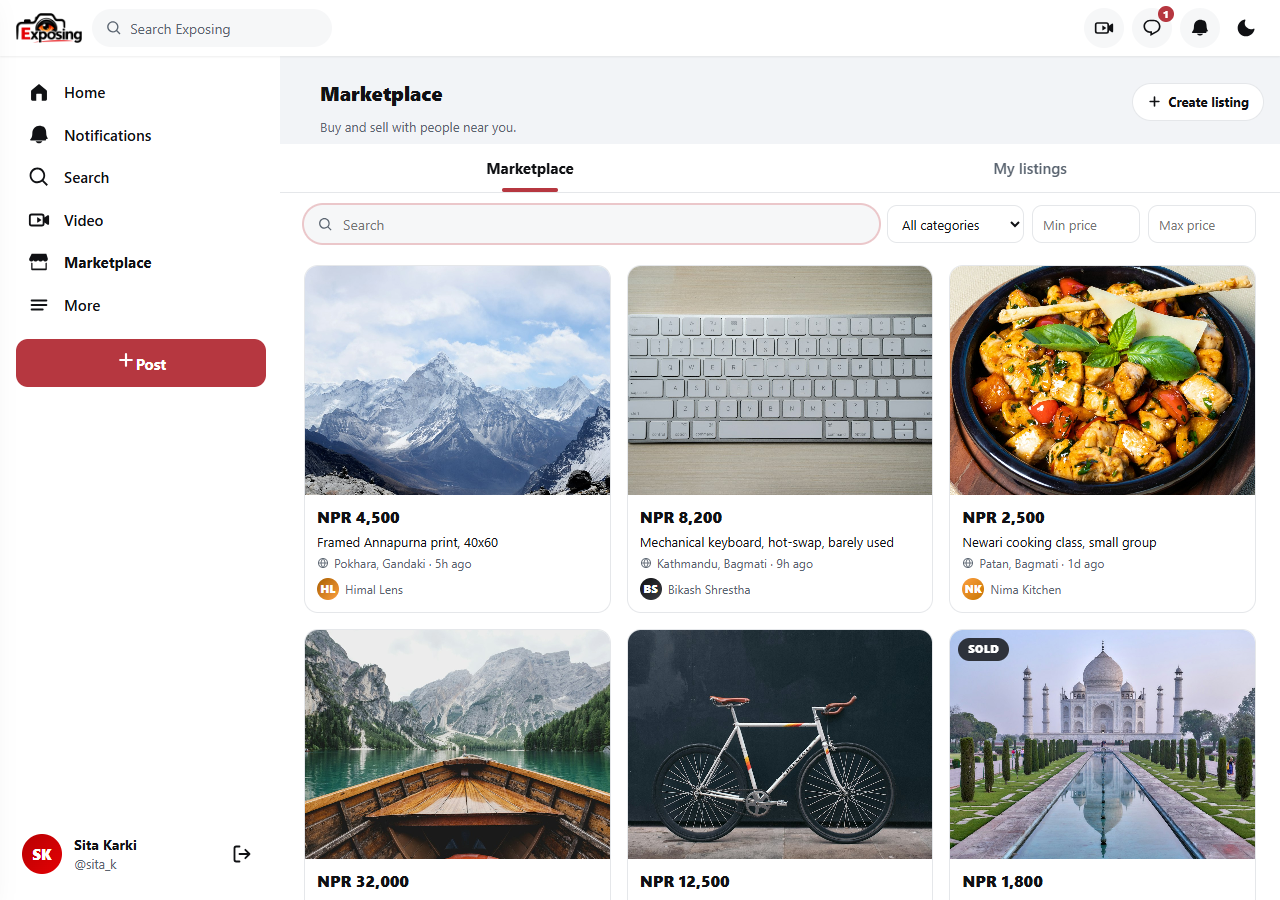 Exposing
Search Exposing
1
Home
Notifications
Search
Video
Marketplace
More
+ Post
Sita Karki
@sita_k
SK
Marketplace
Buy and sell with people near you.
+ Create listing
Marketplace
My listings
Search
All categories
Min price
Max price
NPR 4,500
Framed Annapurna print, 40x60
Pokhara, Gandaki · 5h ago
HL Himal Lens
NPR 8,200
Mechanical keyboard, hot-swap, barely used
Kathmandu, Bagmati · 9h ago
BS Bikash Shrestha
NPR 2,500
Newari cooking class, small group
Patan, Bagmati · 1d ago
NK Nima Kitchen
NPR 32,000
NPR 12,500
SOLD
NPR 1,800